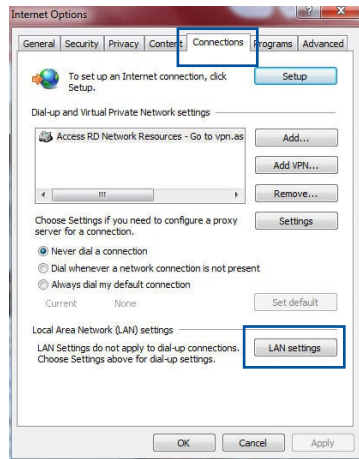 Internet Options
General Security Privacy Content Connections Programs Advanced
To set up an Internet connection, click
Setup.
Setup
Dial-up and Virtual Private Network settings
Access RD Network Resources - Go to vpn.as
Add...
Add VPN...
Remove...
Choose Settings if you need to configure a proxy
server for a connection.
Settings
Never dial a connection
Dial whenever a network connection is not present
Always dial my default connection
Current None
Set default
Local Area Network (LAN) settings
LAN Settings do not apply to dial-up connections.
Choose Settings above for dial-up settings.
LAN settings
OK Cancel Apply